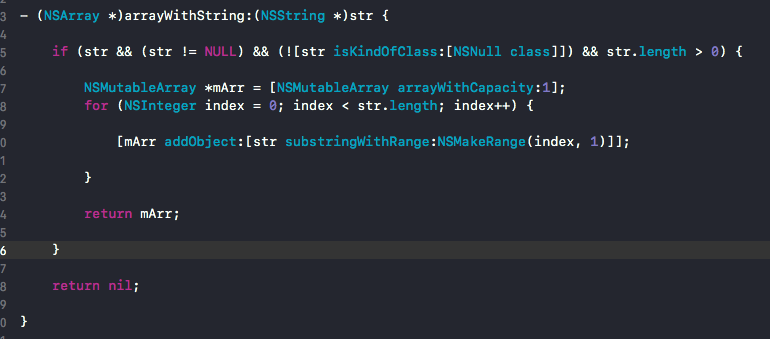 3 - (NSArray *)arrayWithString:(NSString *)str {
4
5 if (str && (str != NULL) && (![str isKindOfClass:[NSNull class]]) && str.length > 0) {
6
7 NSMutableArray *mArr = [NSMutableArray arrayWithCapacity:1];
8 for (NSInteger index = 0; index < str.length; index++) {
9
0 [mArr addObject:[str substringWithRange:NSMakeRange(index, 1)]];
1
2 }
3
4 return mArr;
5
6 }
7
8 return nil;
9
0 }